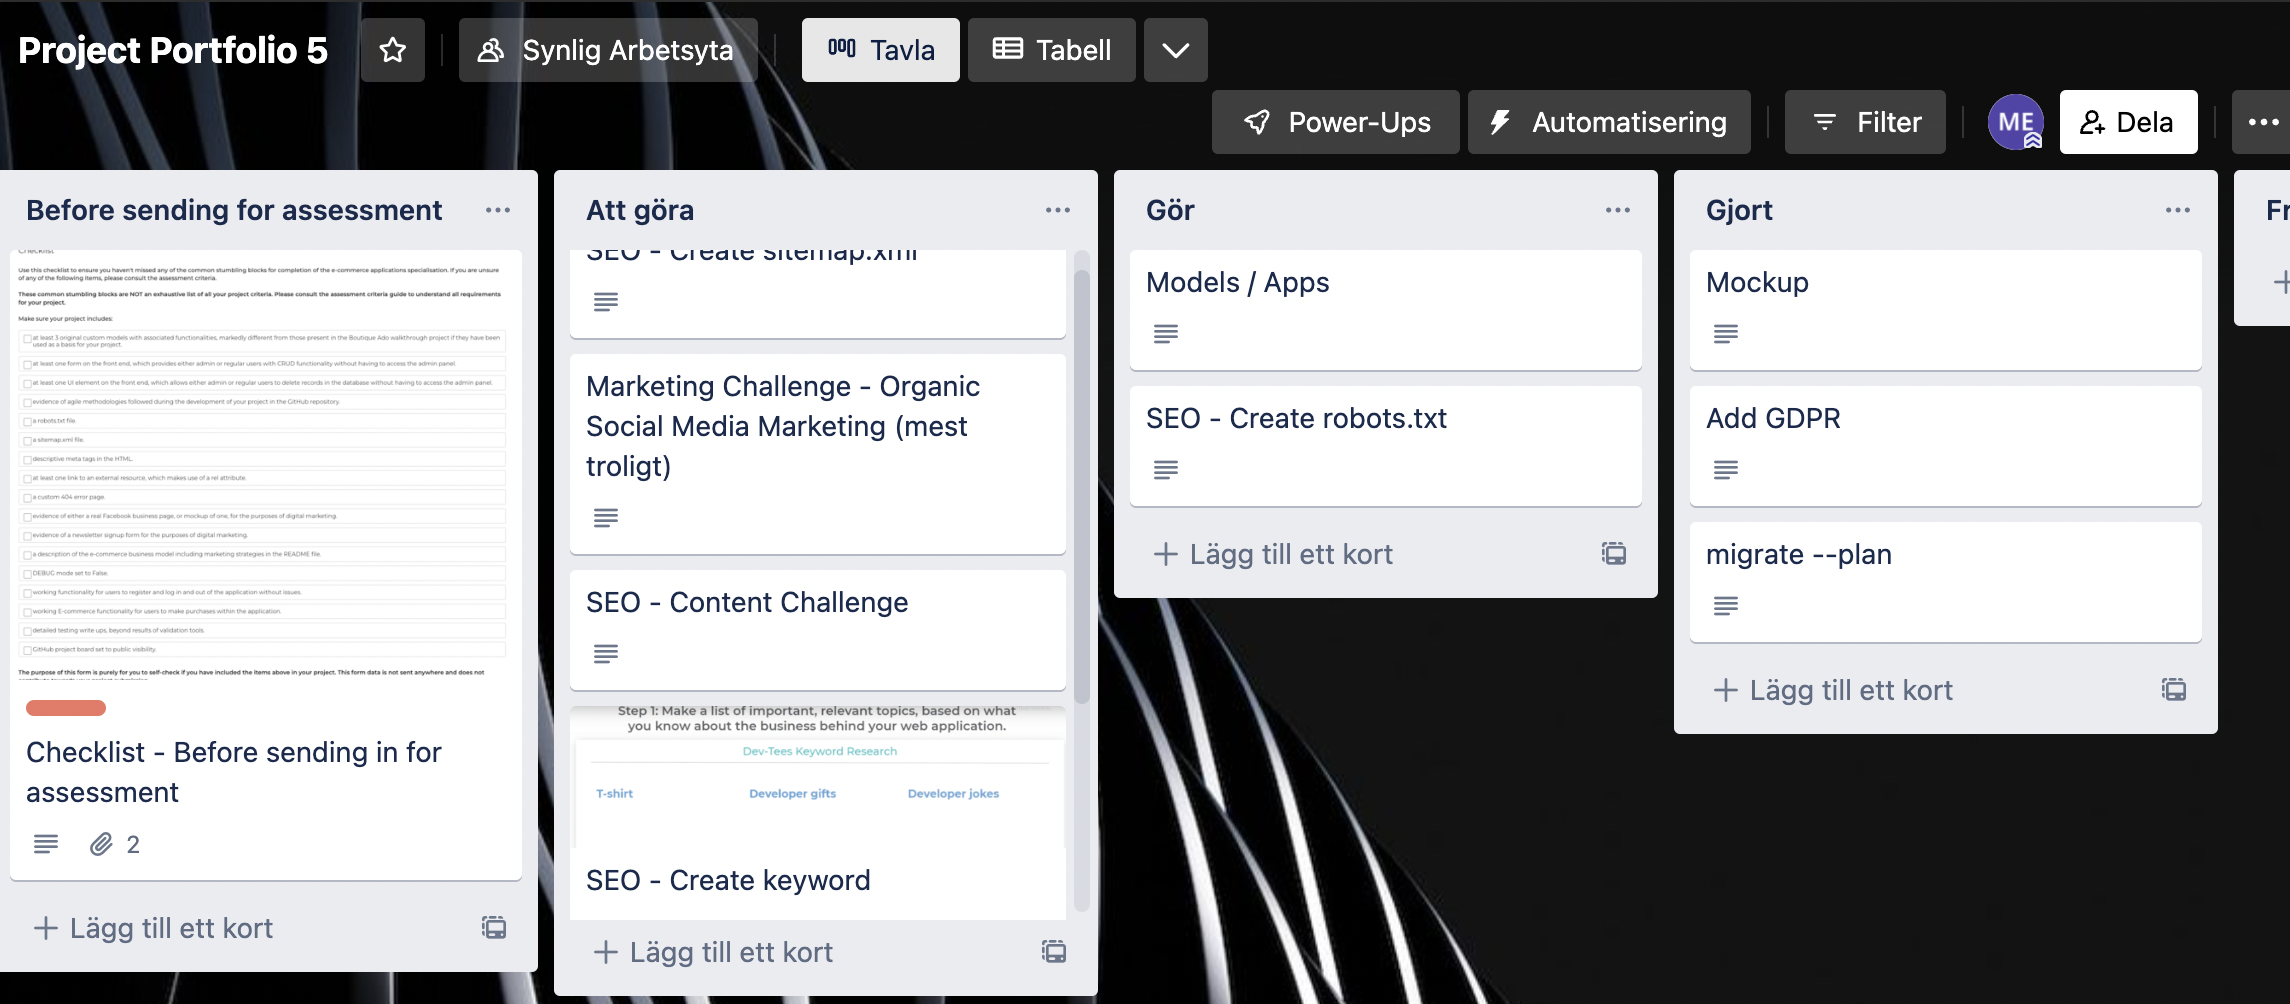 Project Portfolio 5
Synlig Arbetsyta
Tavla
Tabell
Power-Ups
Automatisering
Filter
ME
Dela
Before sending for assessment
Checklist
Use this checklist to ensure you haven't missed any of the common stumbling blocks for completion of the e-commerce applications specialisation. If you are unsure
of any of the following items, please consult the assessment criteria.
These common stumbling blocks are NOT an exhaustive list of all your project criteria. Please consult the assessment criteria guide to understand all requirements
for your project.
Make sure your project includes:
at least 3 original custom models with associated functionalities, markedly different from those present in the Boutique Ado walkthrough project if they have been
used as a basis for your project.
at least one form on the front end, which provides either admin or regular users with CRUD functionality without having to access the admin panel.
at least one UI element on the front end, which allows either admin or regular users to delete records in the database without having to access the admin panel.
evidence of agile methodologies followed during the development of your project in the GitHub repository.
a robots.txt file.
a sitemap.xml file.
descriptive meta tags in the HTML.
at least one link to an external resource, which makes use of a rel attribute.
a custom 404 error page.
evidence of either a real Facebook business page, or mockup of one, for the purposes of digital marketing.
evidence of a newsletter signup form for the purposes of digital marketing.
a description of the e-commerce business model including marketing strategies in the README file.
DEBUG mode set to False.
working functionality for users to register and log in and out of the application without issues.
working E-commerce functionality for users to make purchases within the application.
detailed testing write ups, beyond results of validation tools.
GitHub project board set to public visibility.
The purpose of this form is purely for you to self-check if you have included the items above in your project. This form data is not sent anywhere and does not
Checklist - Before sending in for
assessment
2
Lägg till ett kort
Att göra
SEO - Create sitemap.xml
Marketing Challenge - Organic
Social Media Marketing (mest
troligt)
SEO - Content Challenge
Step 1: Make a list of important, relevant topics, based on what
you know about the business behind your web application.
Dev-Tees Keyword Research
T-shirt Developer gifts Developer jokes
SEO - Create keyword
Lägg till ett kort
Gör
Models / Apps
SEO - Create robots.txt
Lägg till ett kort
Gjort
Mockup
Add GDPR
migrate --plan
Lägg till ett kort
Fr